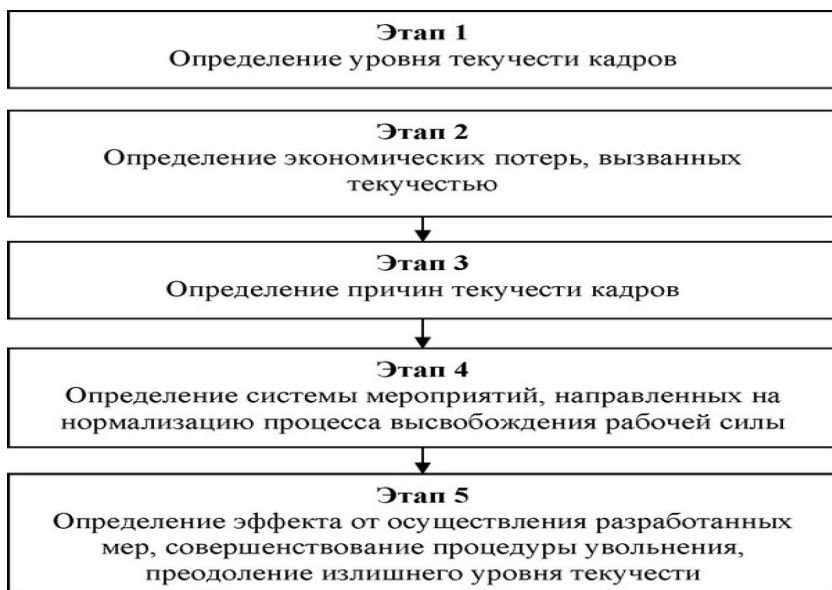 Этап 1
Определение уровня текучести кадров
Этап 2
Определение экономических потерь, вызванных
текучестью
Этап 3
Определение причин текучести кадров
Этап 4
Определение системы мероприятий, направленных на
нормализацию процесса высвобождения рабочей силы
Этап 5
Определение эффекта от осуществления разработанных
мер, совершенствование процедуры увольнения,
преодоление излишнего уровня текучести